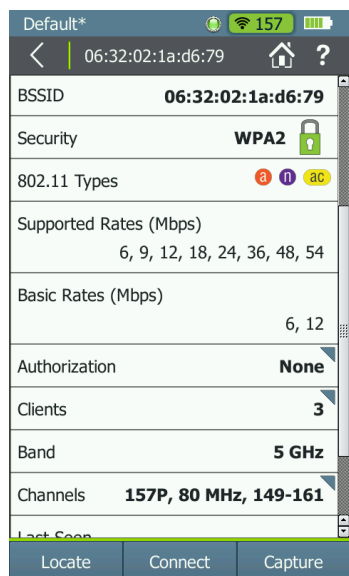 Default*
157
06:32:02:1a:d6:79
?
BSSID 06:32:02:1a:d6:79
Security WPA2
802.11 Types a n ac
Supported Rates (Mbps)
6, 9, 12, 18, 24, 36, 48, 54
Basic Rates (Mbps)
6, 12
Authorization None
Clients 3
Band 5 GHz
Channels 157P, 80 MHz, 149-161
Last Seen
Locate Connect Capture